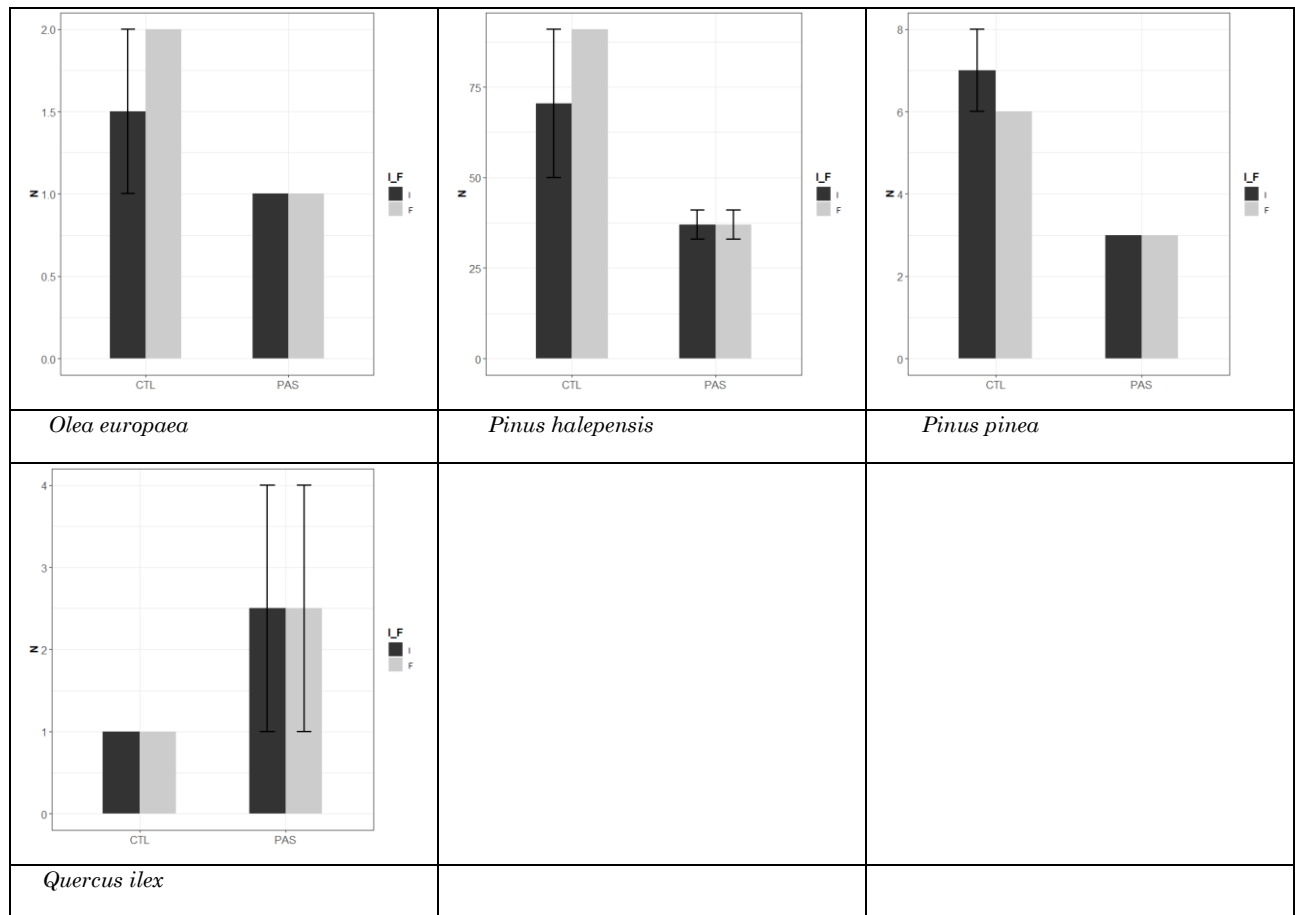 2.0
1.5
1.0
0.5
0.0
N
CTL PAS
I_F
I
F
75
50
25
0
N
CTL PAS
I_F
I
F
8
6
4
2
0
N
CTL PAS
I_F
I
F
Olea europaea
Pinus halepensis
Pinus pinea
4
3
2
1
0
N
CTL PAS
I_F
I
F
Quercus ilex